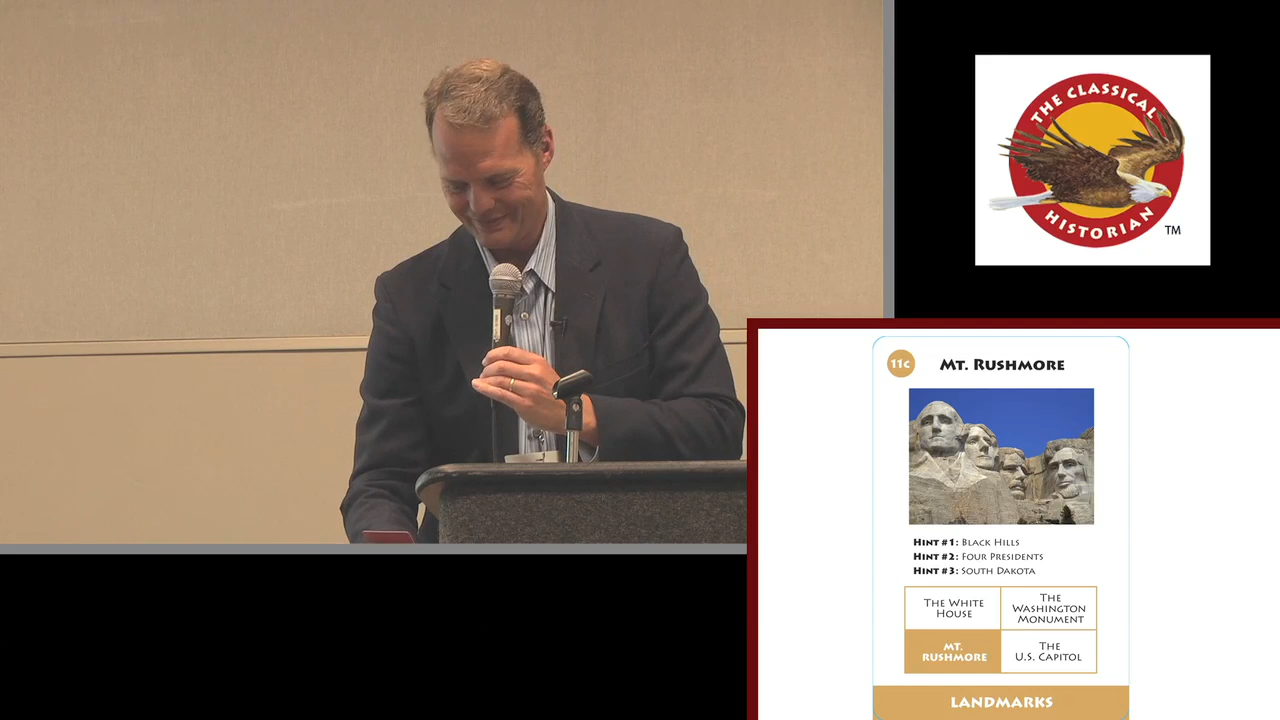 THE CLASSICAL
HISTORIAN
TM
11c
Mt. Rushmore
Hint #1: Black Hills
Hint #2: Four Presidents
Hint #3: South Dakota
The White
House
The
Washington
Monument
Mt.
Rushmore
The
U.S. Capitol
Landmarks